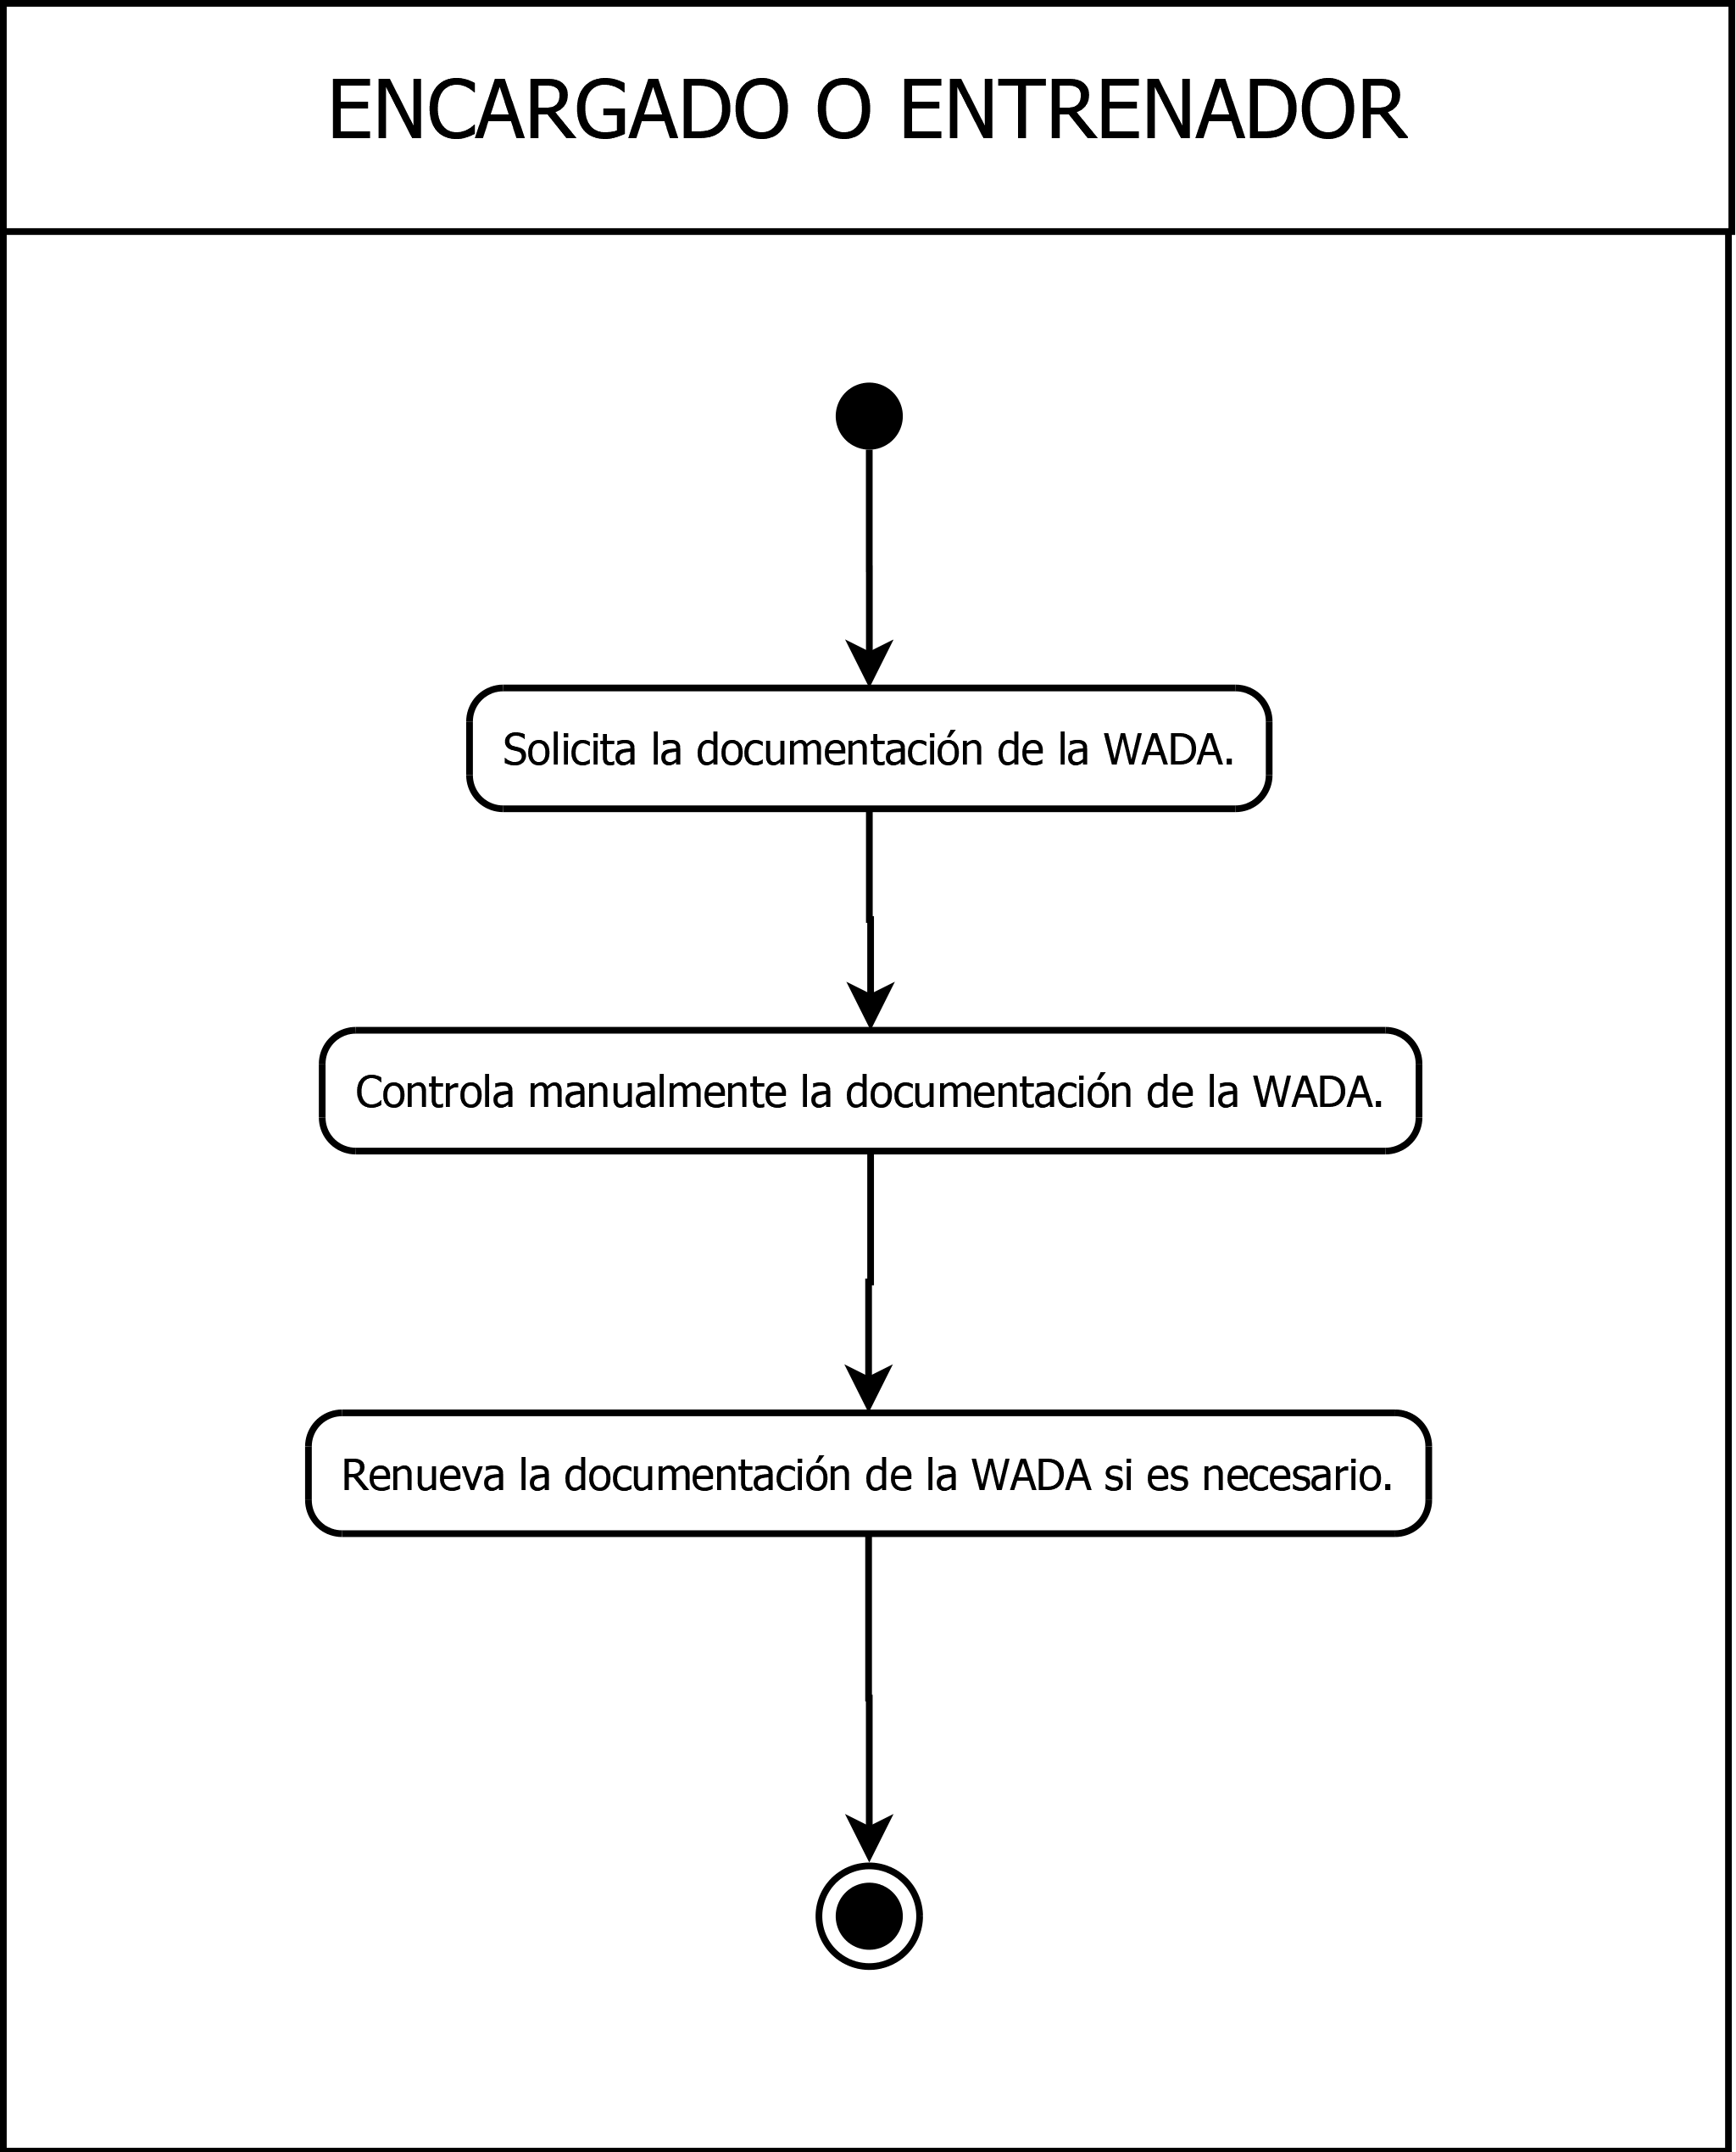 ENCARGADO O ENTRENADOR
Solicita la documentación de la WADA.
Controla manualmente la documentación de la WADA.
Renueva la documentación de la WADA si es necesario.